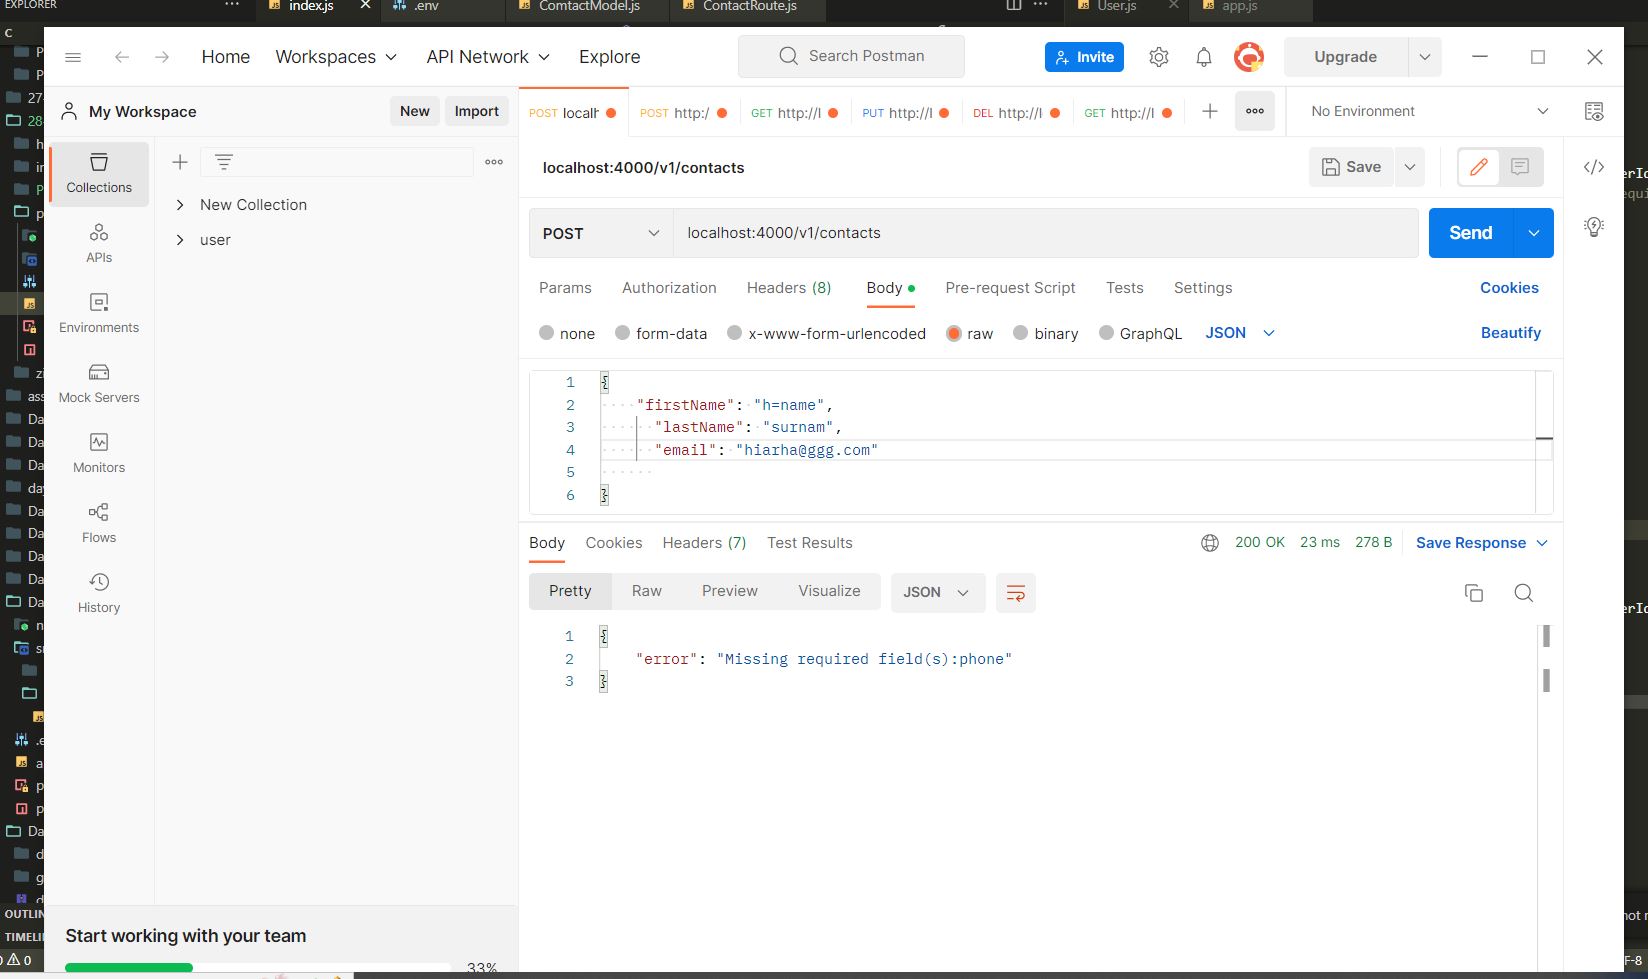 EXPLORER
index.js
.env
ComtactModel.js
ContactRoute.js
User.js
app.js
Home
Workspaces
API Network
Explore
Search Postman
Invite
Upgrade
My Workspace
New
Import
POST localh
POST http:/
GET http://l
PUT http://l
DEL http://l
GET http://l
No Environment
Collections
APIs
Environments
Mock Servers
Monitors
Flows
History
New Collection
user
localhost:4000/v1/contacts
Save
POST
localhost:4000/v1/contacts
Send
Params
Authorization
Headers (8)
Body
Pre-request Script
Tests
Settings
Cookies
none
form-data
x-www-form-urlencoded
raw
binary
GraphQL
JSON
Beautify
1 {
2 "firstName": "h=name",
3 "lastName": "surnam",
4 "email": "hiarha@ggg.com"
5
6 }
Body
Cookies
Headers (7)
Test Results
200 OK
23 ms
278 B
Save Response
Pretty
Raw
Preview
Visualize
JSON
1 {
2 "error": "Missing required field(s):phone"
3 }
Start working with your team
33%
OUTLIN
TIMELI
0
F-8